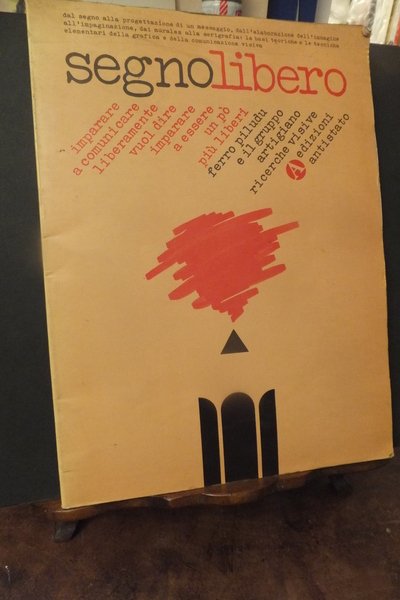 dal segno alla progettazione di un messaggio, dall'elaborazione dell'immagine
all'impaginazione, dai murales alla serigrafia: le basi teoriche e le tecniche
elementari della grafica e della comunicazione visiva
segnolibero
imparare
a comunicare
liberamente
vuol dire
imparare
a essere
un pò
più liberi
ferro piludu
e il gruppo
artigiano
ricerche visive
A edizioni
antistato